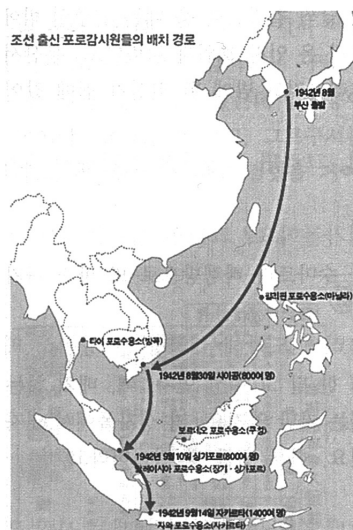 조선 출신 포로감시원들의 배치 경로
1942년 8월
부산 출발
필리핀 포로수용소(마닐라)
타이 포로수용소(방콕)
1942년 8월30일 사이공(800여 명)
보르네오 포로수용소(쿠칭)
1942년 9월 10일 싱가포르(800여 명)
말레이시아 포로수용소(창기 · 싱가포르)
1942년 9월14일 자카르타(1400여 명)
자와 포로수용소(자카르타)